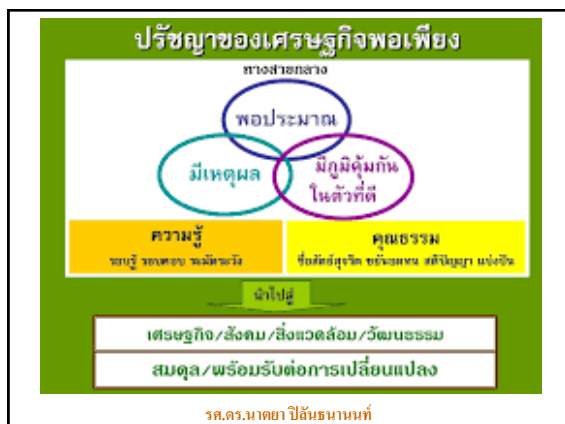 ปรัชญาของเศรษฐกิจพอเพียง
ทางสายกลาง
พอประมาณ
มีเหตุผล
มีภูมิคุ้มกัน
ในตัวที่ดี
ความรู้
รอบรู้ รอบคอบ ระมัดระวัง
คุณธรรม
ซื่อสัตย์สุจริต ขยันอดทน สติปัญญา แบ่งปัน
นำไปสู่
เศรษฐกิจ/สังคม/สิ่งแวดล้อม/วัฒนธรรม
สมดุล/พร้อมรับต่อการเปลี่ยนแปลง
รศ.ดร.นาตยา ปิลันธนานนท์